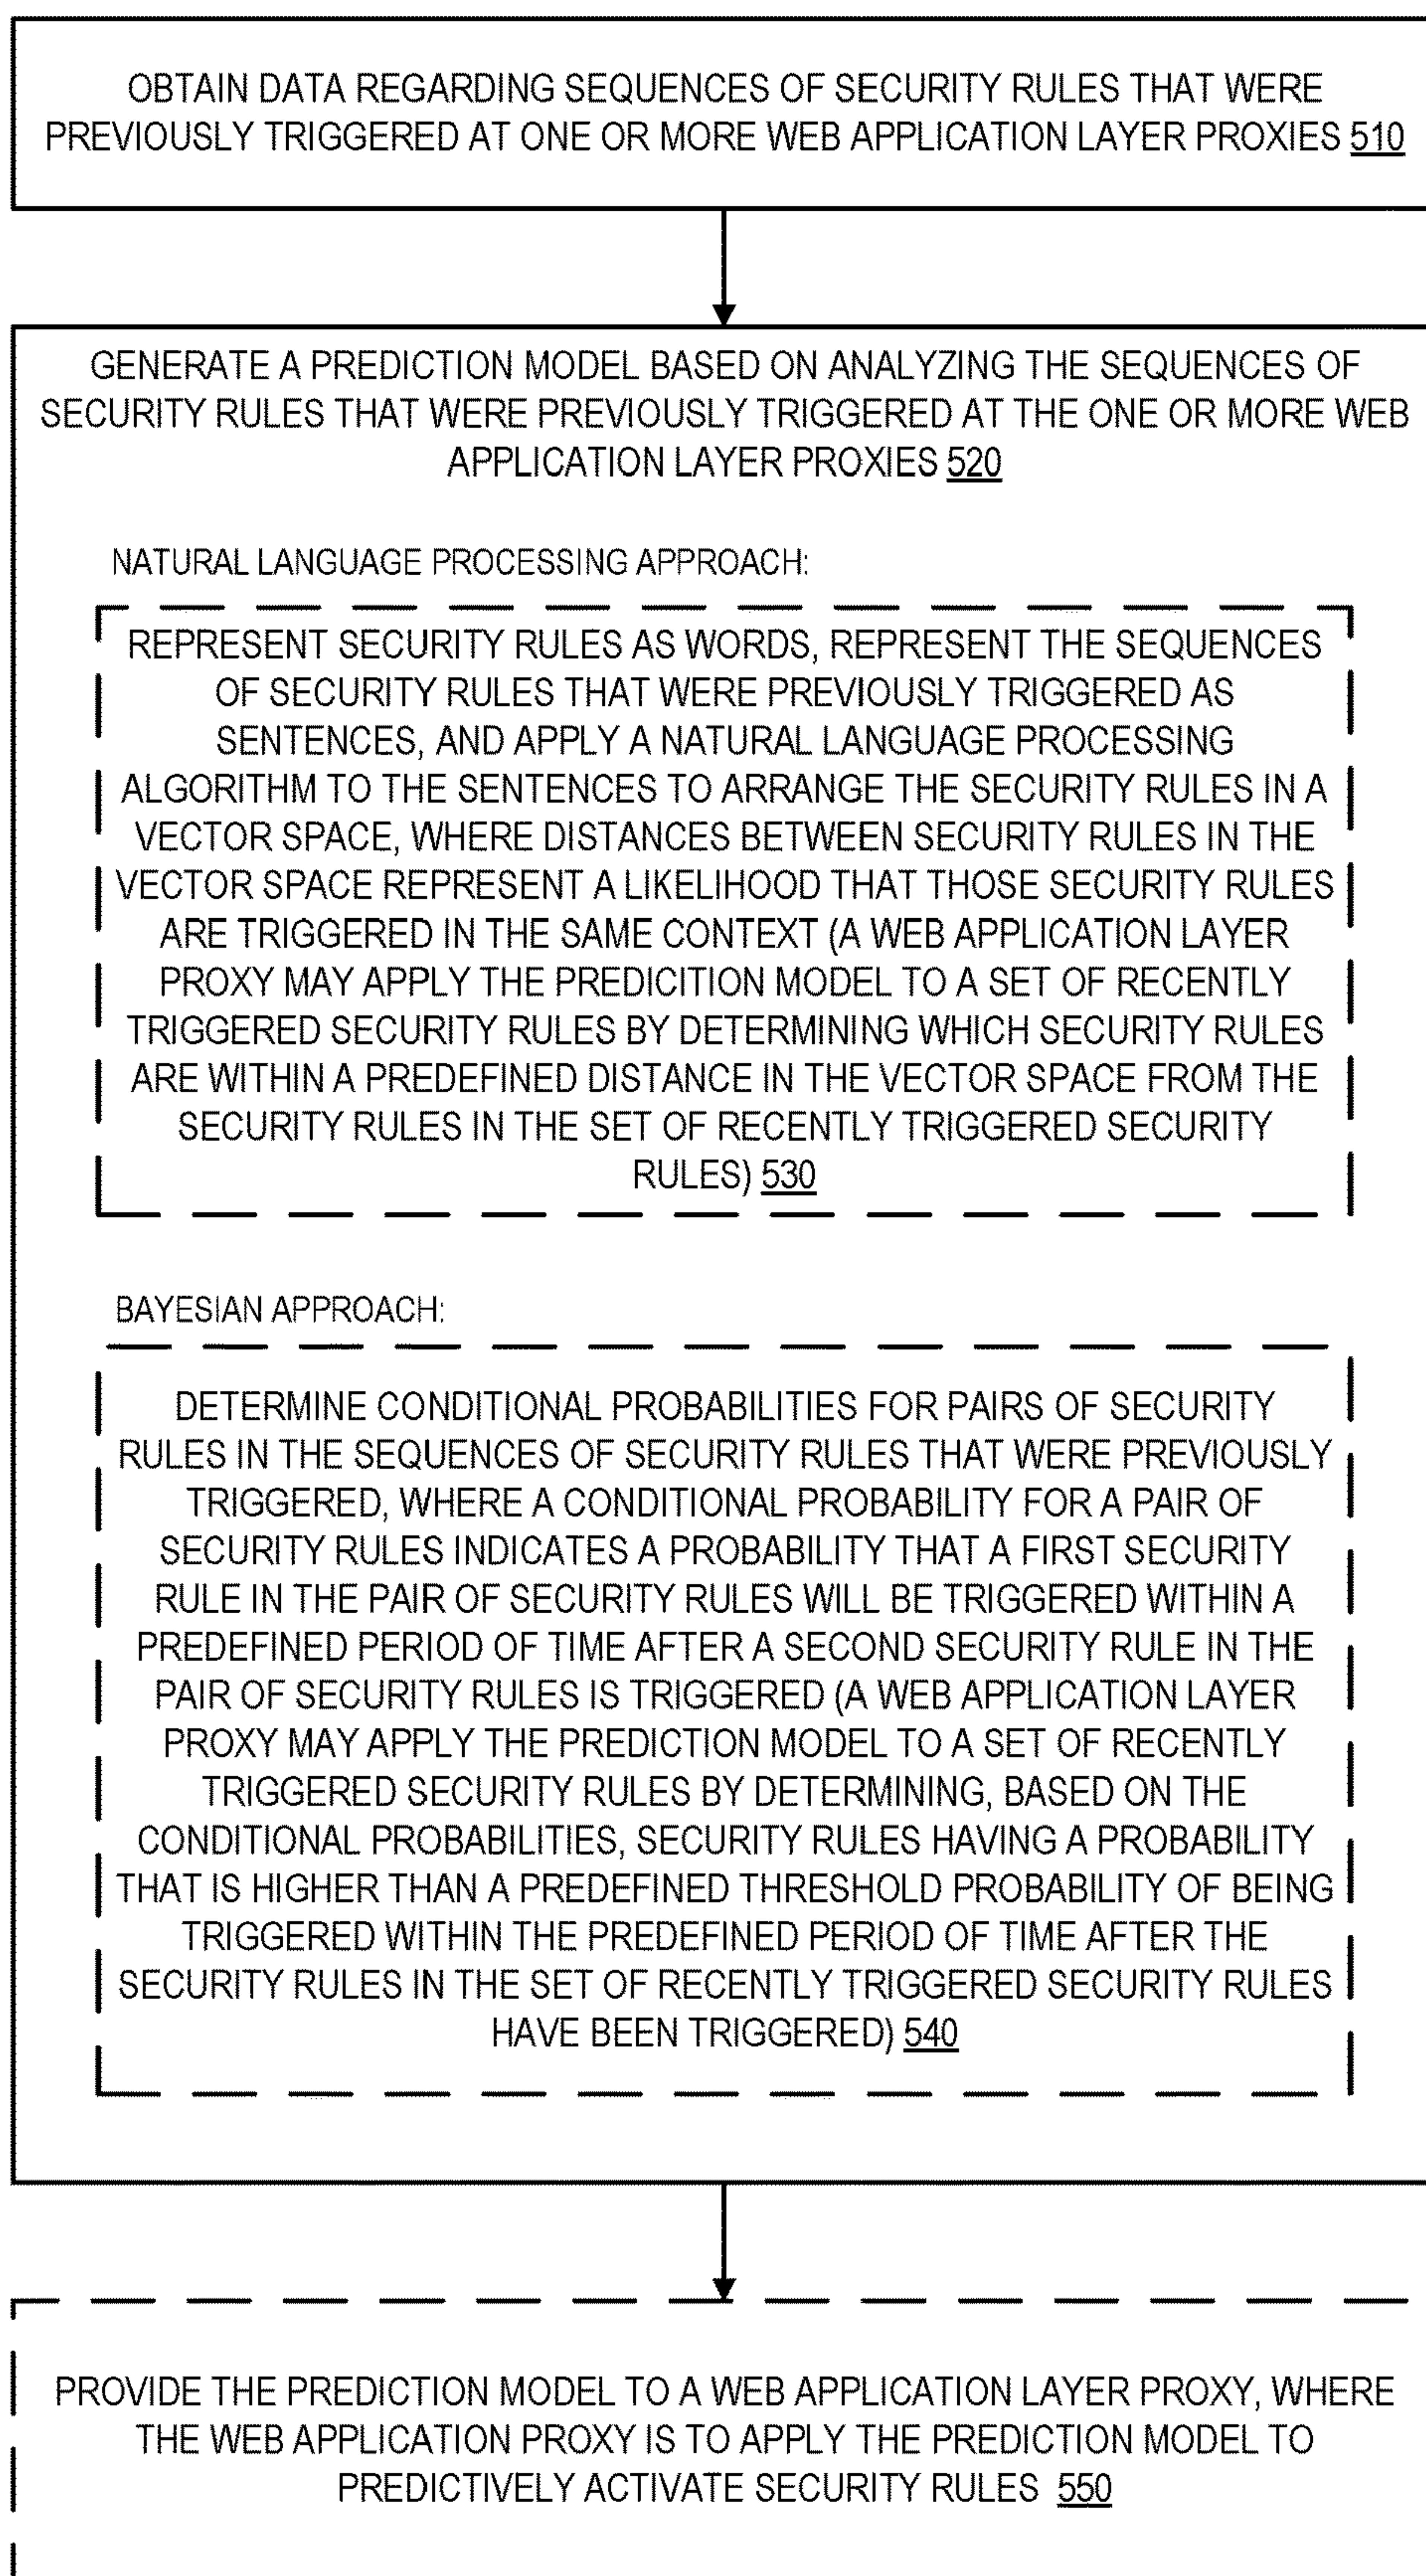 OBTAIN DATA REGARDING SEQUENCES OF SECURITY RULES THAT WERE
PREVIOUSLY TRIGGERED AT ONE OR MORE WEB APPLICATION LAYER PROXIES 510
GENERATE A PREDICTION MODEL BASED ON ANALYZING THE SEQUENCES OF
SECURITY RULES THAT WERE PREVIOUSLY TRIGGERED AT THE ONE OR MORE WEB
APPLICATION LAYER PROXIES 520
NATURAL LANGUAGE PROCESSING APPROACH:
REPRESENT SECURITY RULES AS WORDS, REPRESENT THE SEQUENCES
OF SECURITY RULES THAT WERE PREVIOUSLY TRIGGERED AS
SENTENCES, AND APPLY A NATURAL LANGUAGE PROCESSING
ALGORITHM TO THE SENTENCES TO ARRANGE THE SECURITY RULES IN A
VECTOR SPACE, WHERE DISTANCES BETWEEN SECURITY RULES IN THE
VECTOR SPACE REPRESENT A LIKELIHOOD THAT THOSE SECURITY RULES
ARE TRIGGERED IN THE SAME CONTEXT (A WEB APPLICATION LAYER
PROXY MAY APPLY THE PREDICITION MODEL TO A SET OF RECENTLY
TRIGGERED SECURITY RULES BY DETERMINING WHICH SECURITY RULES
ARE WITHIN A PREDEFINED DISTANCE IN THE VECTOR SPACE FROM THE
SECURITY RULES IN THE SET OF RECENTLY TRIGGERED SECURITY
RULES) 530
BAYESIAN APPROACH:
DETERMINE CONDITIONAL PROBABILITIES FOR PAIRS OF SECURITY
RULES IN THE SEQUENCES OF SECURITY RULES THAT WERE PREVIOUSLY
TRIGGERED, WHERE A CONDITIONAL PROBABILITY FOR A PAIR OF
SECURITY RULES INDICATES A PROBABILITY THAT A FIRST SECURITY
RULE IN THE PAIR OF SECURITY RULES WILL BE TRIGGERED WITHIN A
PREDEFINED PERIOD OF TIME AFTER A SECOND SECURITY RULE IN THE
PAIR OF SECURITY RULES IS TRIGGERED (A WEB APPLICATION LAYER
PROXY MAY APPLY THE PREDICTION MODEL TO A SET OF RECENTLY
TRIGGERED SECURITY RULES BY DETERMINING, BASED ON THE
CONDITIONAL PROBABILITIES, SECURITY RULES HAVING A PROBABILITY
THAT IS HIGHER THAN A PREDEFINED THRESHOLD PROBABILITY OF BEING
TRIGGERED WITHIN THE PREDEFINED PERIOD OF TIME AFTER THE
SECURITY RULES IN THE SET OF RECENTLY TRIGGERED SECURITY RULES
HAVE BEEN TRIGGERED) 540
PROVIDE THE PREDICTION MODEL TO A WEB APPLICATION LAYER PROXY, WHERE
THE WEB APPLICATION PROXY IS TO APPLY THE PREDICTION MODEL TO
PREDICTIVELY ACTIVATE SECURITY RULES 550